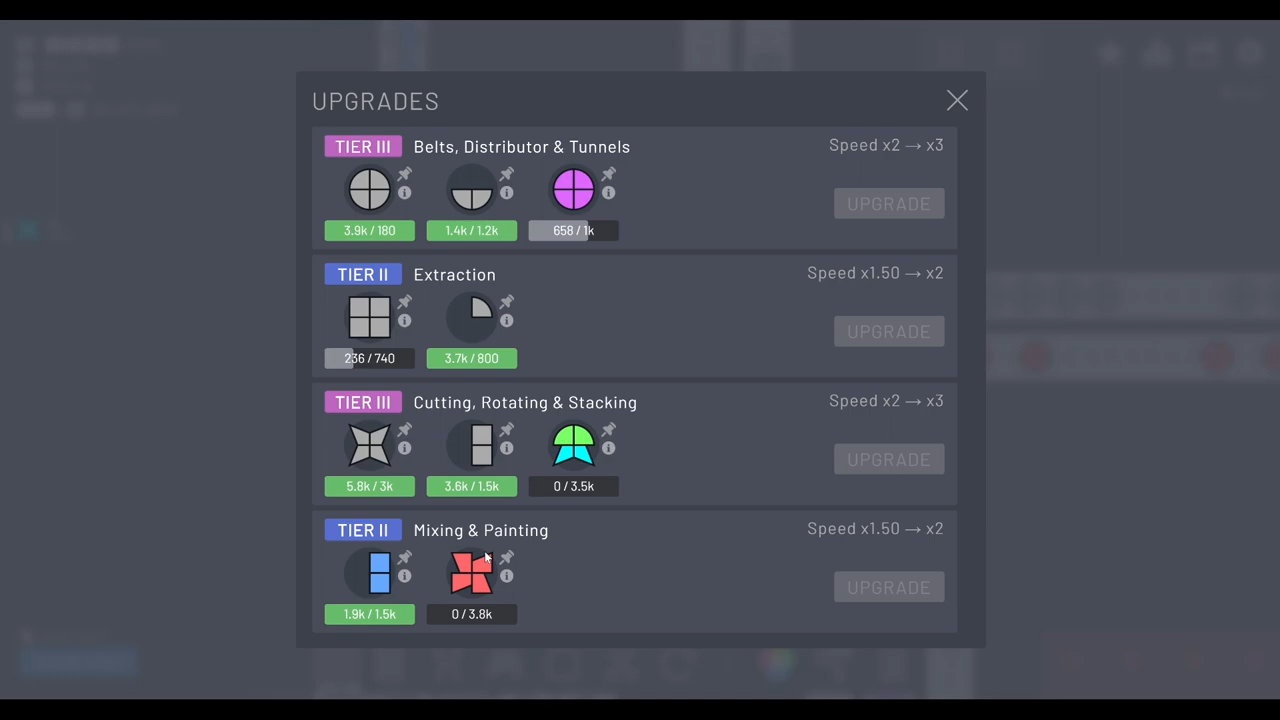 UPGRADES
TIER III Belts, Distributor & Tunnels Speed x2 → x3
3.9k / 180 1.4k / 1.2k 658 / 1k UPGRADE
TIER II Extraction Speed x1.50 → x2
236 / 740 3.7k / 800 UPGRADE
TIER III Cutting, Rotating & Stacking Speed x2 → x3
5.8k / 3k 3.6k / 1.5k 0 / 3.5k UPGRADE
TIER II Mixing & Painting Speed x1.50 → x2
1.9k / 1.5k 0 / 3.8k UPGRADE